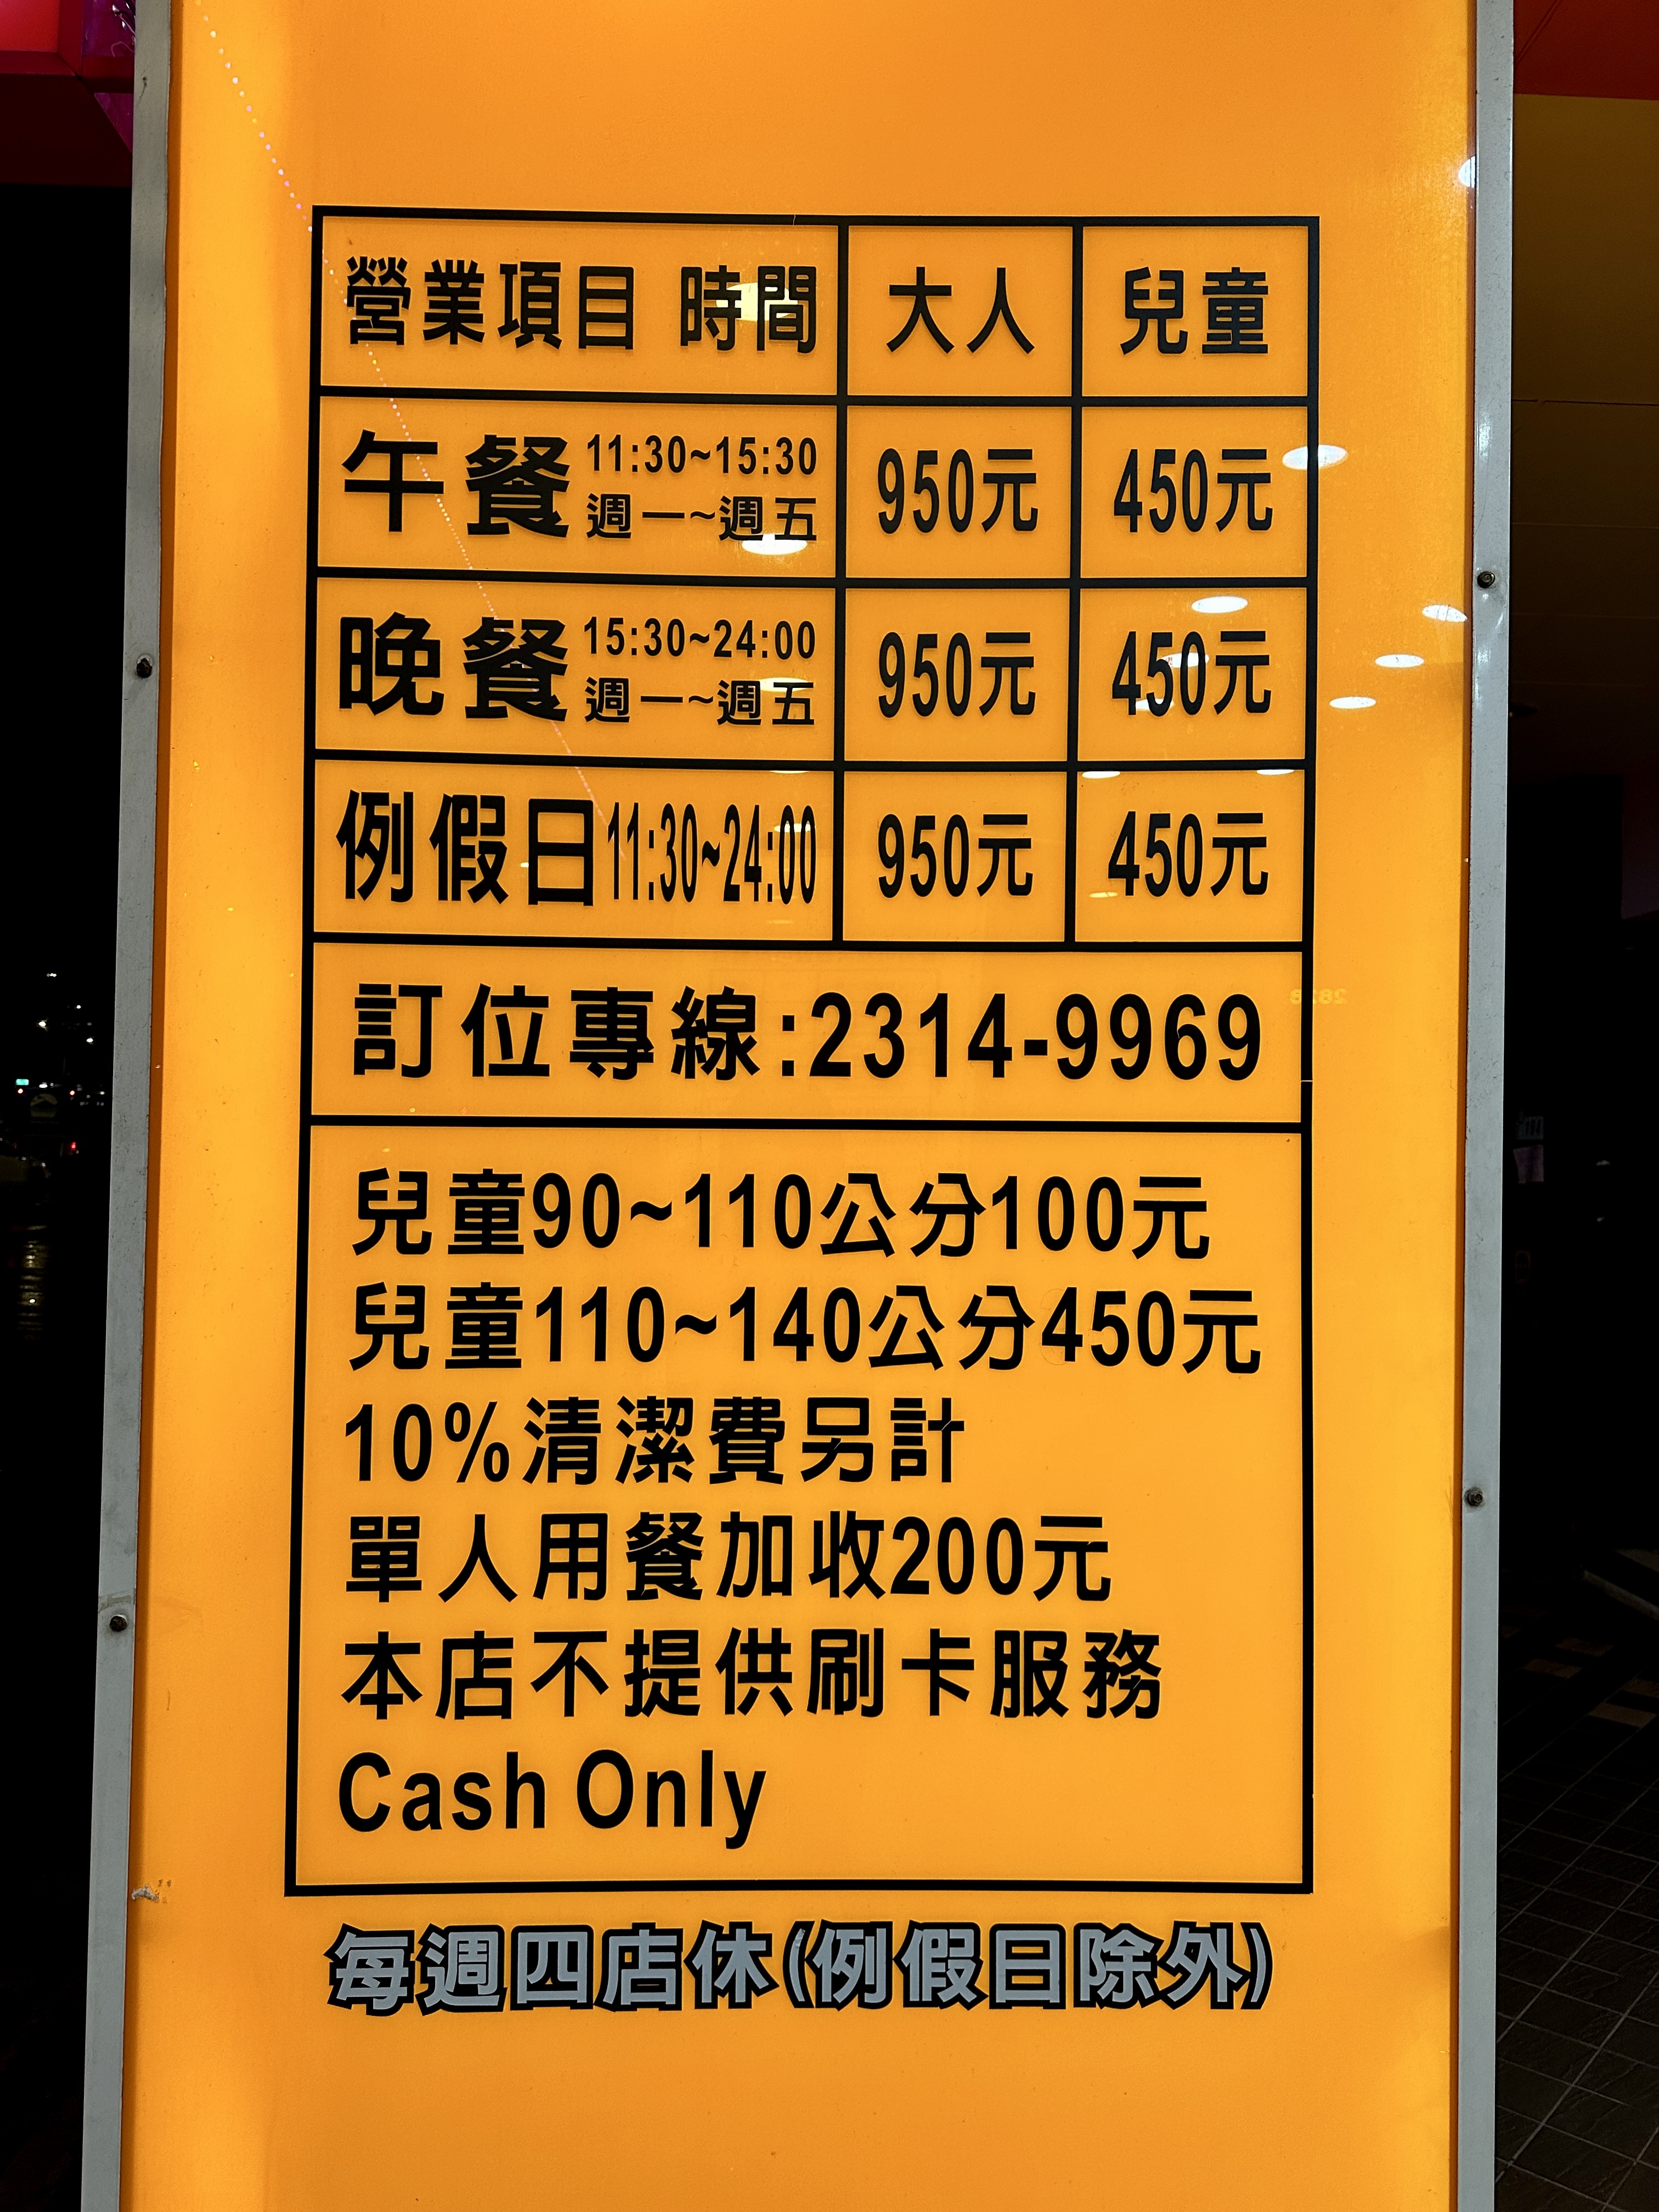 營業項目 時間 大人 兒童
午餐 11:30~15:30 週一~週五 950元 450元
晚餐 15:30~24:00 週一~週五 950元 450元
例假日11:30~24:00 950元 450元
訂位專線:2314-9969
兒童90~110公分100元
兒童110~140公分450元
10%清潔費另計
單人用餐加收200元
本店不提供刷卡服務
Cash Only
每週四店休(例假日除外)